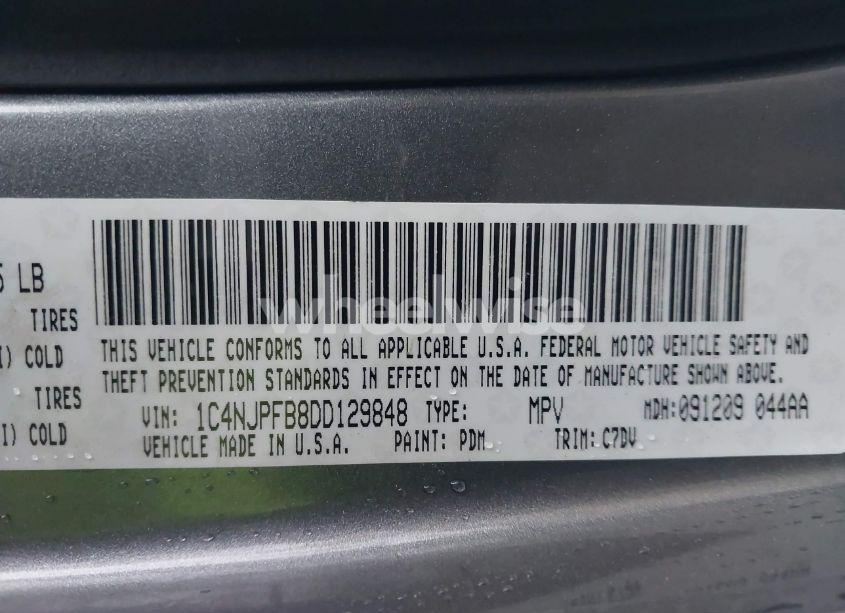 5 LB
TIRES
I) COLD
TIRES
I) COLD
wheelwise
THIS VEHICLE CONFORMS TO ALL APPLICABLE U.S.A. FEDERAL MOTOR VEHICLE SAFETY AND
THEFT PREVENTION STANDARDS IN EFFECT ON THE DATE OF MANUFACTURE SHOWN ABOVE.
VIN: 1C4NJPFB8DD129848 TYPE: MPV MDH:091209 044AA
VEHICLE MADE IN U.S.A. PAINT: PDM TRIM: C7DV